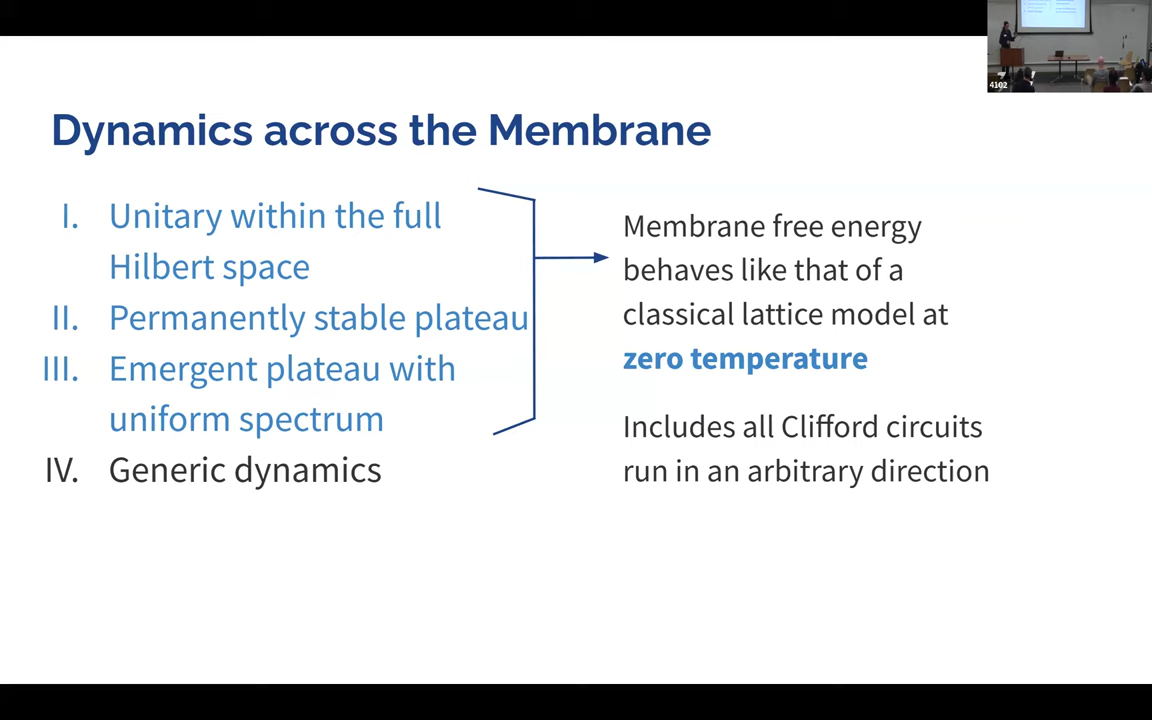 Dynamics across the Membrane
I. Unitary within the full
Hilbert space
II. Permanently stable plateau
III. Emergent plateau with
uniform spectrum
IV. Generic dynamics
Membrane free energy
behaves like that of a
classical lattice model at
zero temperature
Includes all Clifford circuits
run in an arbitrary direction
4102